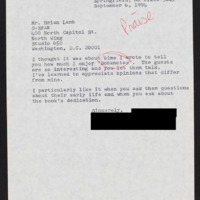 Springfield,
September 6, 1994
Praise
Mr. Brian Lamb
C-SPAN
400 North Capitol St.
North Wing
Studio 650
Washington, D.C. 20001
I thought it was about time I wrote to tell
you how much I enjoy "Booknotes". The guests
are so interesting and you let them talk.
I've learned to appreciate opinions that differ
from mine.
I particularly like it when you ask them questions
about their early life and when you ask about
the book's dedication.
Sincerely,